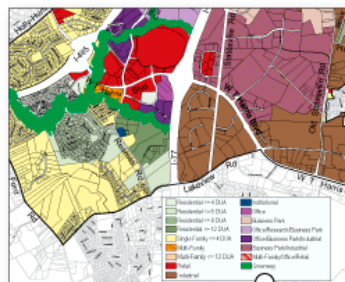 Holly
I-485
Statesville Rd
Old Statesville Rd
Blvd
W T Harris Blvd
I-77
Lakeview Rd
W T Harris
Rd
Residential <=4 DUA
Residential <=5 DUA
Residential <=8 DUA
Residential <=12 DUA
Single-Family <=4 DUA
Multi-Family
Multi-Family <=12 DUA
Retail
Industrial
Institutional
Office
Business Park
Office/Research/Business Park
Office/Business Park/Industrial
Business Park/Industrial
Multi-Family/Office/Retail
Greenway